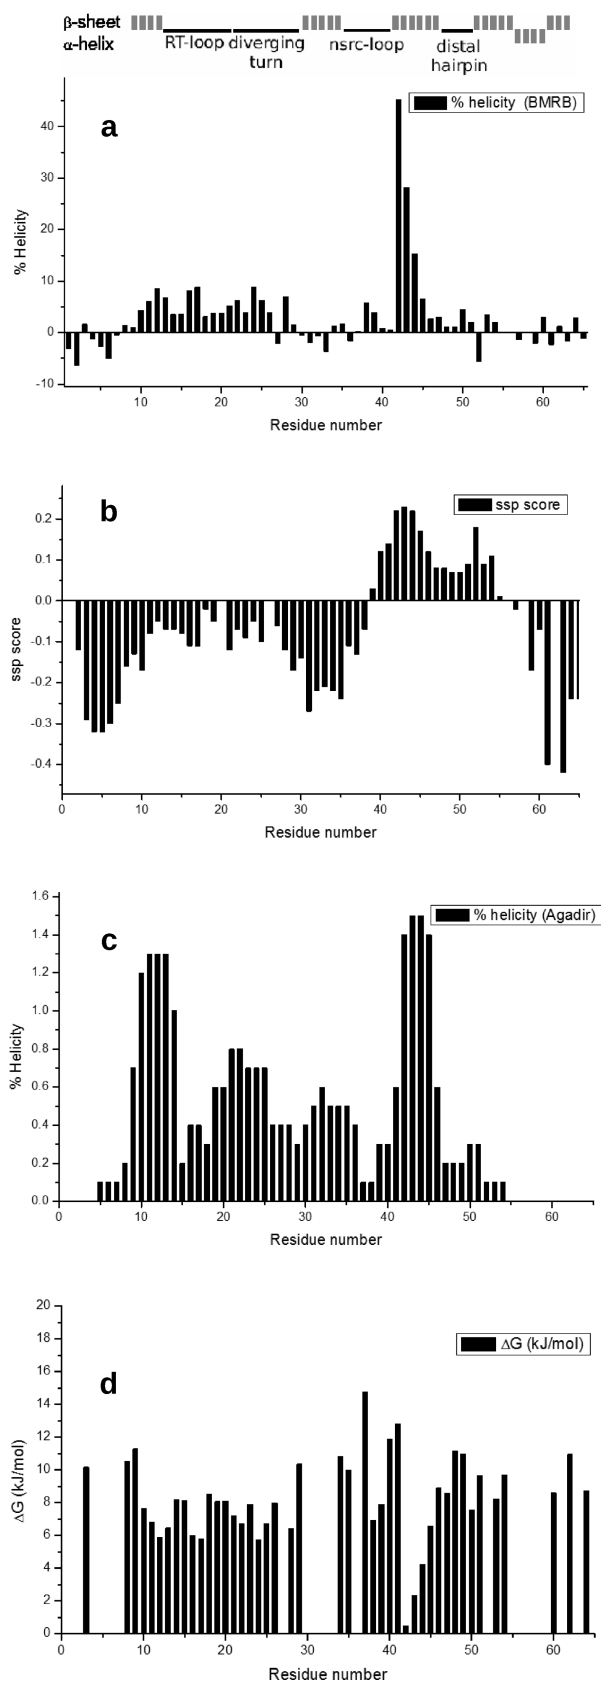 β-sheet
α-helix
RT-loop diverging turn nsrc-loop distal hairpin
a
% helicity (BMRB)
% Helicity
40
30
20
10
0
-10
10 20 30 40 50 60
Residue number
b
ssp score
ssp score
0.2
0.1
0.0
-0.1
-0.2
-0.3
-0.4
0 10 20 30 40 50 60
Residue number
c
% helicity (Agadir)
% Helicity
1.6
1.4
1.2
1.0
0.8
0.6
0.4
0.2
0.0
0 10 20 30 40 50 60
Residue number
d
ΔG (kJ/mol)
ΔG (kJ/mol)
20
18
16
14
12
10
8
6
4
2
0
0 10 20 30 40 50 60
Residue number